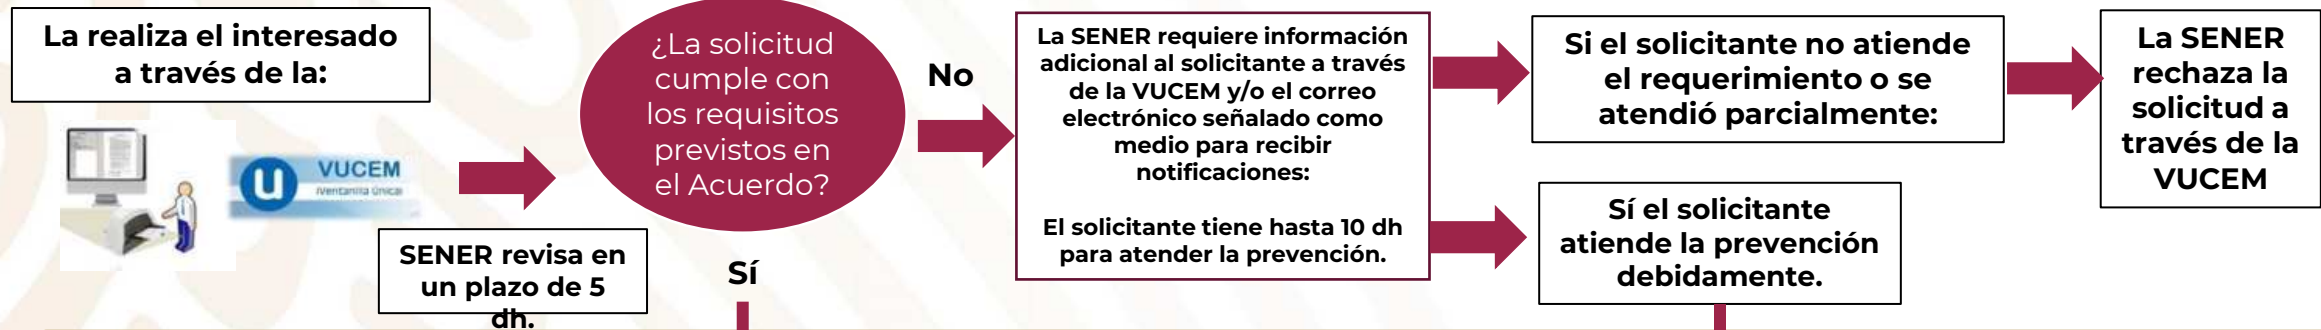 La realiza el interesado
a través de la:
VUCEM
SENER revisa en
un plazo de 5
dh.
¿La solicitud
cumple con
los requisitos
previstos en
el Acuerdo?
No
Sí
La SENER requiere información
adicional al solicitante a través
de la VUCEM y/o el correo
electrónico señalado como
medio para recibir
notificaciones:
El solicitante tiene hasta 10 dh
para atender la prevención.
Si el solicitante no atiende
el requerimiento o se
atendió parcialmente:
Sí el solicitante
atiende la prevención
debidamente.
La SENER
rechaza la
solicitud a
través de la
VUCEM